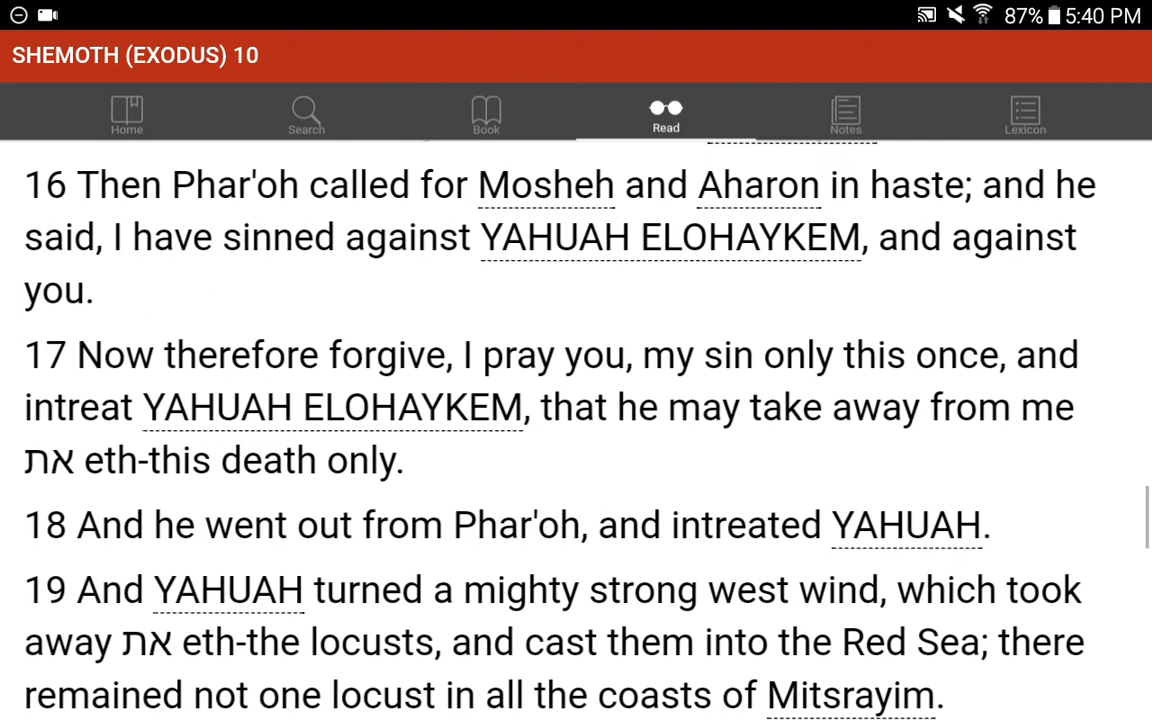 87% 5:40 PM
SHEMOTH (EXODUS) 10
Home Search Book Read Notes Lexicon
16 Then Phar'oh called for Mosheh and Aharon in haste; and he
said, I have sinned against YAHUAH ELOHAYKEM, and against
you.
17 Now therefore forgive, I pray you, my sin only this once, and
intreat YAHUAH ELOHAYKEM, that he may take away from me
את eth-this death only.
18 And he went out from Phar'oh, and intreated YAHUAH.
19 And YAHUAH turned a mighty strong west wind, which took
away את eth-the locusts, and cast them into the Red Sea; there
remained not one locust in all the coasts of Mitsrayim.